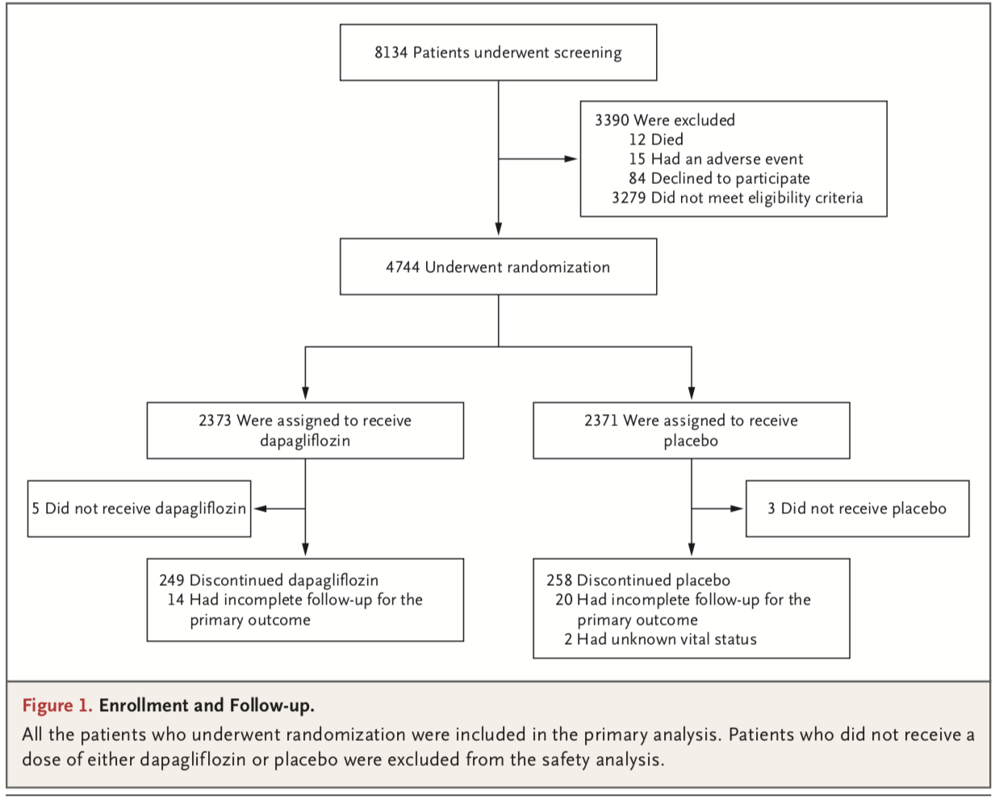 8134 Patients underwent screening
3390 Were excluded
12 Died
15 Had an adverse event
84 Declined to participate
3279 Did not meet eligibility criteria
4744 Underwent randomization
2373 Were assigned to receive
dapagliflozin
2371 Were assigned to receive
placebo
5 Did not receive dapagliflozin
3 Did not receive placebo
249 Discontinued dapagliflozin
14 Had incomplete follow-up for the
primary outcome
258 Discontinued placebo
20 Had incomplete follow-up for the
primary outcome
2 Had unknown vital status
Figure 1. Enrollment and Follow-up.
All the patients who underwent randomization were included in the primary analysis. Patients who did not receive a
dose of either dapagliflozin or placebo were excluded from the safety analysis.